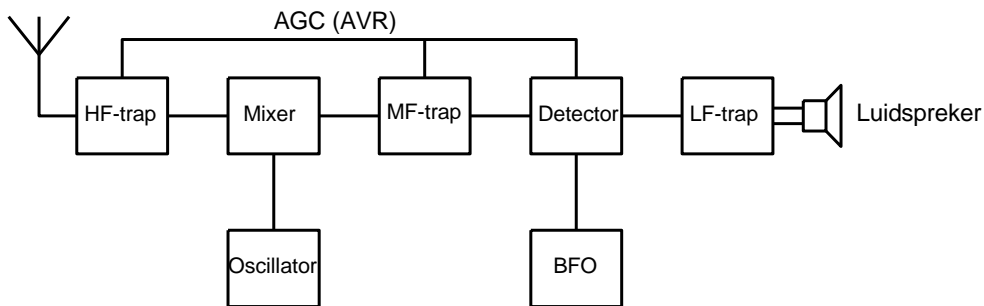 AGC (AVR)
HF-trap
Mixer
MF-trap
Detector
LF-trap
Luidspreker
Oscillator
BFO